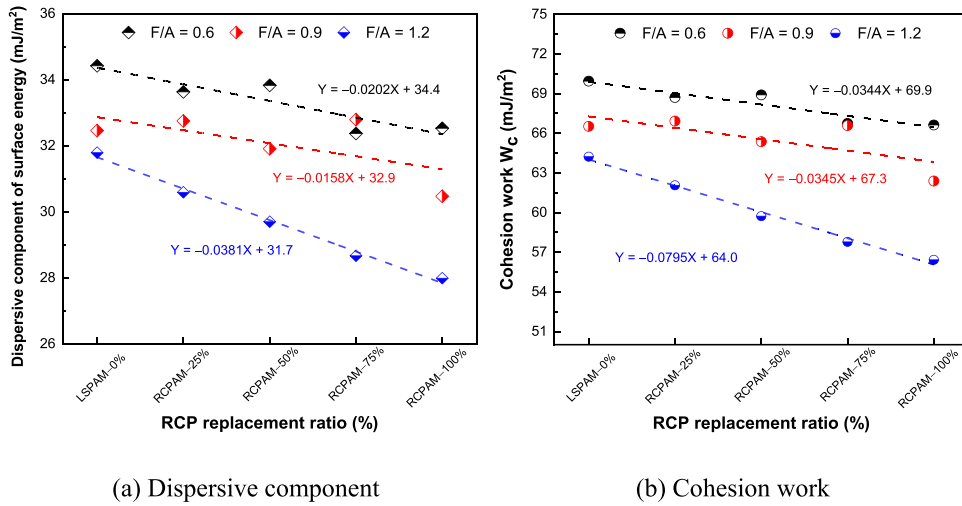 F/A = 0.6 F/A = 0.9 F/A = 1.2
Dispersive component of surface energy (mJ/m²)
36
34
32
30
28
26
Y = –0.0202X + 34.4
Y = –0.0158X + 32.9
Y = –0.0381X + 31.7
LSPAM–0%
RCPAM–25%
RCPAM–50%
RCPAM–75%
RCPAM–100%
RCP replacement ratio (%)
(a) Dispersive component
F/A = 0.6 F/A = 0.9 F/A = 1.2
Cohesion work W_C (mJ/m²)
75
72
69
66
63
60
57
54
51
Y = –0.0344X + 69.9
Y = –0.0345X + 67.3
Y = –0.0795X + 64.0
LSPAM–0%
RCPAM–25%
RCPAM–50%
RCPAM–75%
RCPAM–100%
RCP replacement ratio (%)
(b) Cohesion work